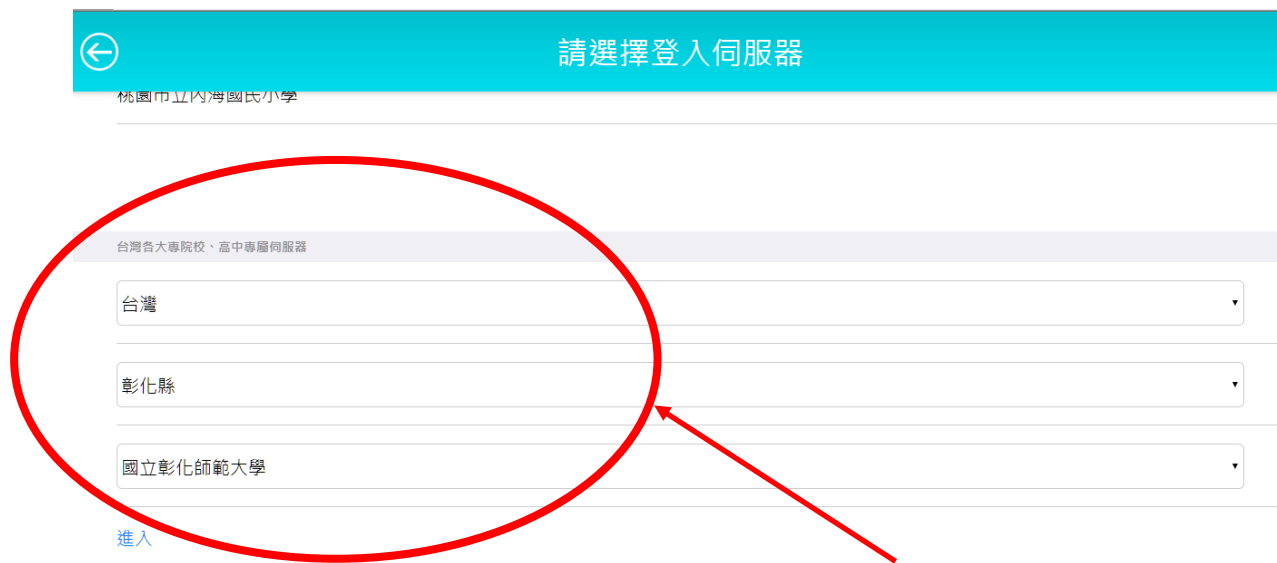 請選擇登入伺服器
桃園市立內海國民小學
台灣各大專院校、高中專屬伺服器
台灣
彰化縣
國立彰化師範大學
進入